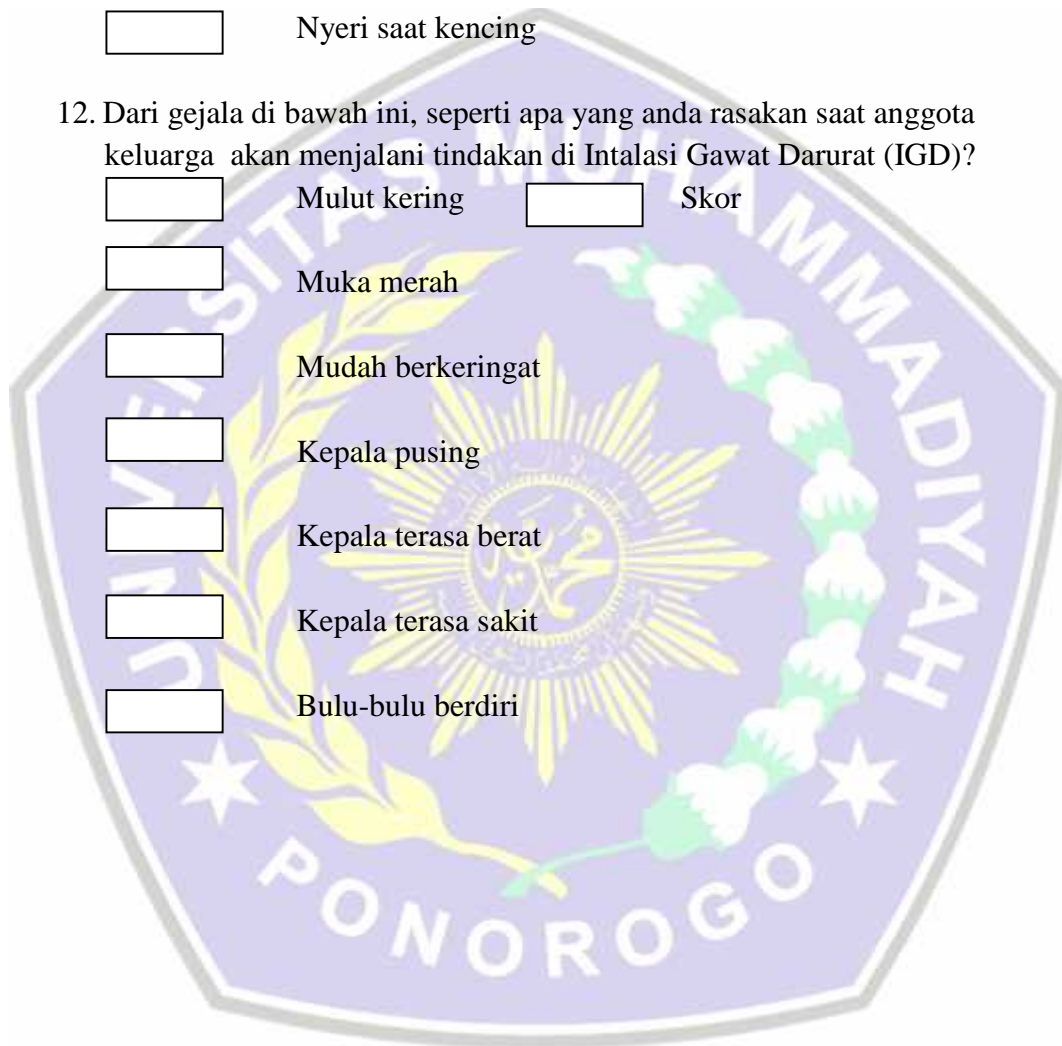 Nyeri saat kencing
12. Dari gejala di bawah ini, seperti apa yang anda rasakan saat anggota
keluarga akan menjalani tindakan di Intalasi Gawat Darurat (IGD)?
Mulut kering Skor
Muka merah
Mudah berkeringat
Kepala pusing
Kepala terasa berat
Kepala terasa sakit
Bulu-bulu berdiri
UNIVERSITAS MUHAMMADIYAH
PONOROGO